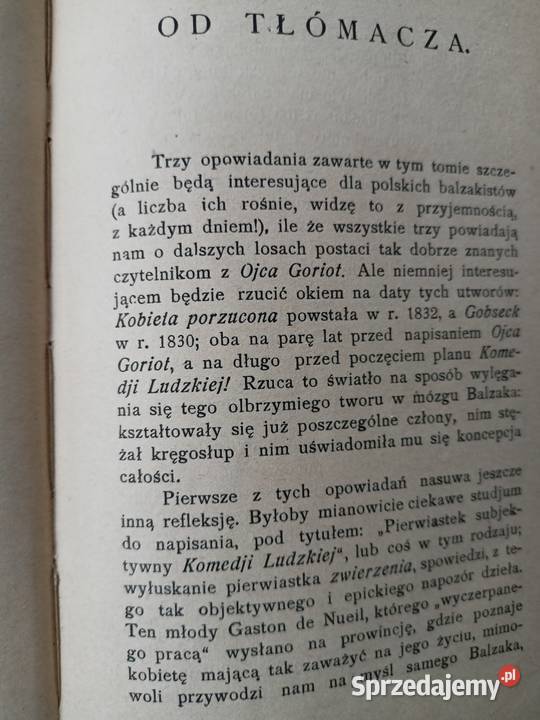 OD TŁÓMACZA.
Trzy opowiadania zawarte w tym tomie szcze-
gólnie będą interesujące dla polskich balzakistów
(a liczba ich rośnie, widzę to z przyjemnością,
z każdym dniem!), ile że wszystkie trzy powiadają
nam o dalszych losach postaci tak dobrze znanych
czytelnikom z Ojca Goriot. Ale niemniej interesu-
jącem będzie rzucić okiem na daty tych utworów:
Kobieta porzucona powstała w r. 1832, a Gobseck
w r. 1830; oba na parę lat przed napisaniem Ojca
Goriot, a na długo przed poczęciem planu Kome-
dji Ludzkiej! Rzuca to światło na sposób wylęga-
nia się tego olbrzymiego tworu w mózgu Balzaka:
kształtowały się już poszczególne człony, nim stę-
żał kręgosłup i nim uświadomiła mu się koncepcja
całości.
Pierwsze z tych opowiadań nasuwa jeszcze
inną refleksję. Byłoby mianowicie ciekawe studjum
do napisania, pod tytułem: „Pierwiastek subjek-
tywny Komedji Ludzkiej“, lub coś w tym rodzaju;
wyłuskanie pierwiastka zwierzenia, spowiedzi, z te-
go tak objektywnego i epickiego napozór dzieła.
Ten młody Gaston de Nueil, którego „wyczerpane-
go pracą“ wysłano na prowincję, gdzie poznaje
kobietę mającą tak zaważyć na jego życiu, mimo-
woli przywodzi nam na myśl samego Balzaka,
Sprzedajemy.pl